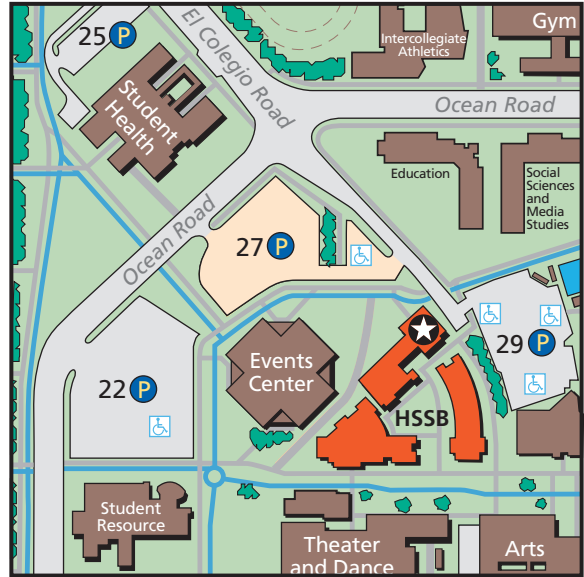 Gym
Intercollegiate
Athletics
25 P
El Colegio Road
Ocean Road
Student
Health
Education
Social
Sciences
and
Media
Studies
Ocean Road
27 P
29 P
Events
Center
22 P
HSSB
Student
Resource
Theater
and Dance
Arts